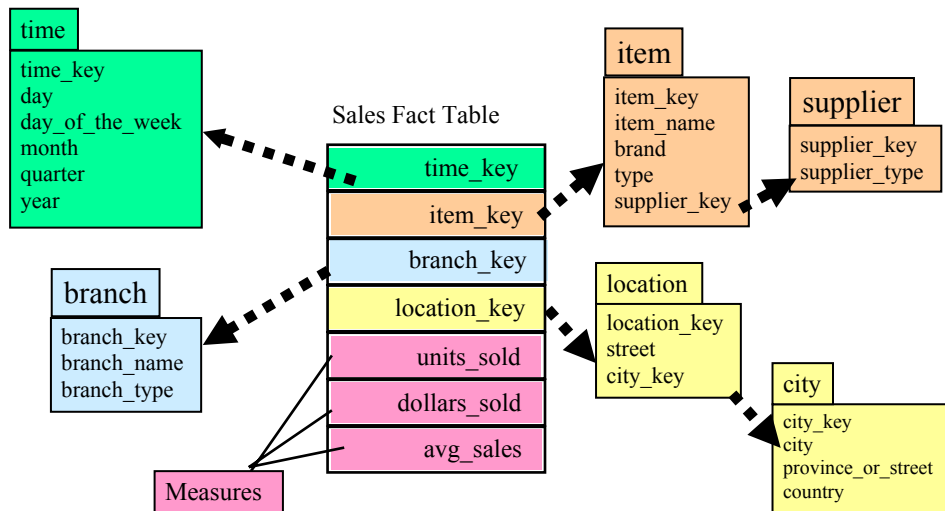 time
time_key
day
day_of_the_week
month
quarter
year
Sales Fact Table
time_key
item_key
branch_key
location_key
units_sold
dollars_sold
avg_sales
Measures
branch
branch_key
branch_name
branch_type
item
item_key
item_name
brand
type
supplier_key
supplier
supplier_key
supplier_type
location
location_key
street
city_key
city
city_key
city
province_or_street
country